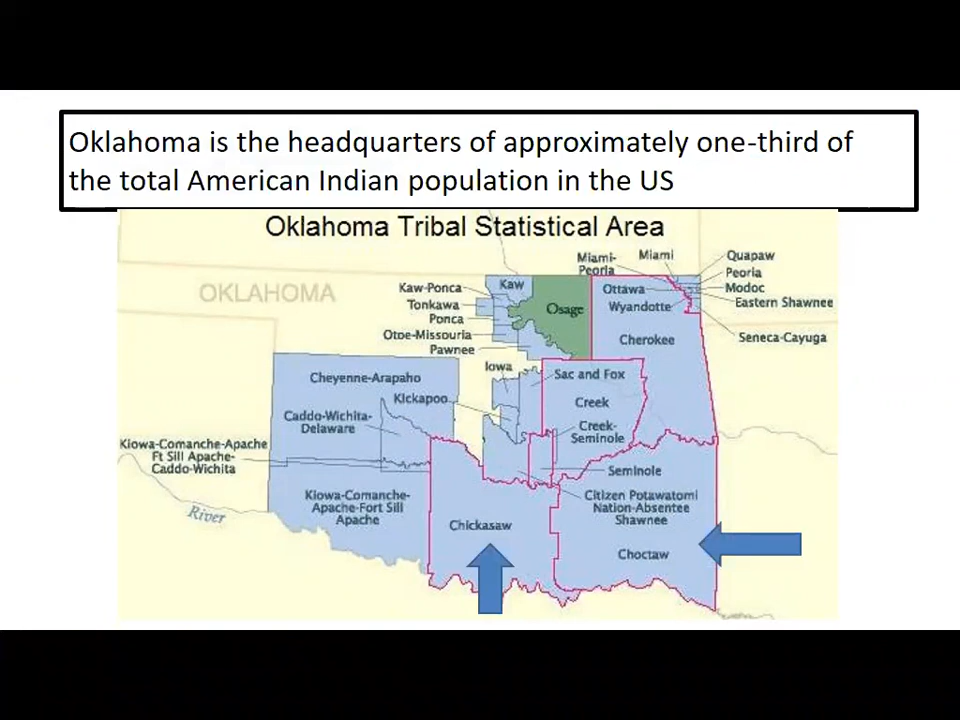 Oklahoma is the headquarters of approximately one-third of
the total American Indian population in the US
Oklahoma Tribal Statistical Area
OKLAHOMA
Kaw
Kaw-Ponca
Tonkawa
Ponca
Otoe-Missouria
Pawnee
Osage
Miami-
Peoria
Miami
Quapaw
Peoria
Modoc
Eastern Shawnee
Seneca-Cayuga
Ottawa
Wyandotte
Cherokee
Iowa
Sac and Fox
Cheyenne-Arapaho
Kickapoo
Creek
Caddo-Wichita-
Delaware
Creek-
Seminole
Kiowa-Comanche-Apache
Ft Sill Apache-
Caddo-Wichita
Seminole
Kiowa-Comanche-
Apache-Fort Sill
Apache
Citizen Potawatomi
Nation-Absentee
Shawnee
River
Chickasaw
Choctaw